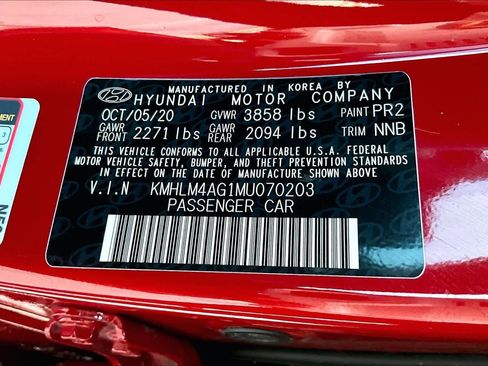 MANUFACTURED IN KOREA BY
HYUNDAI MOTOR COMPANY
OCT/05/20 GVWR 3858 lbs PAINT PR2
GAWR FRONT 2271 lbs GAWR REAR 2094 lbs TRIM NNB
THIS VEHICLE CONFORMS TO ALL APPLICABLE U.S.A. FEDERAL
MOTOR VEHICLE SAFETY, BUMPER, AND THEFT PREVENTION STANDARDS
IN EFFECT ON THE DATE OF MANUFACTURE SHOWN ABOVE
V.I.N KMHLM4AG1MU070203
PASSENGER CAR
3